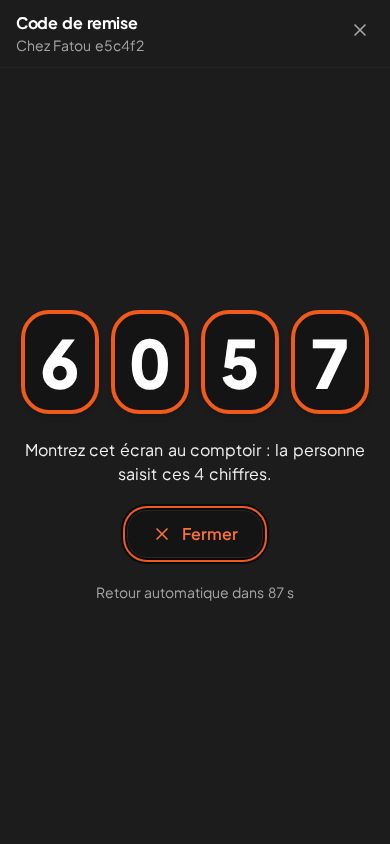 Code de remise
Chez Fatou e5c4f2
6 0 5 7
Montrez cet écran au comptoir : la personne
saisit ces 4 chiffres.
Fermer
Retour automatique dans 87 s